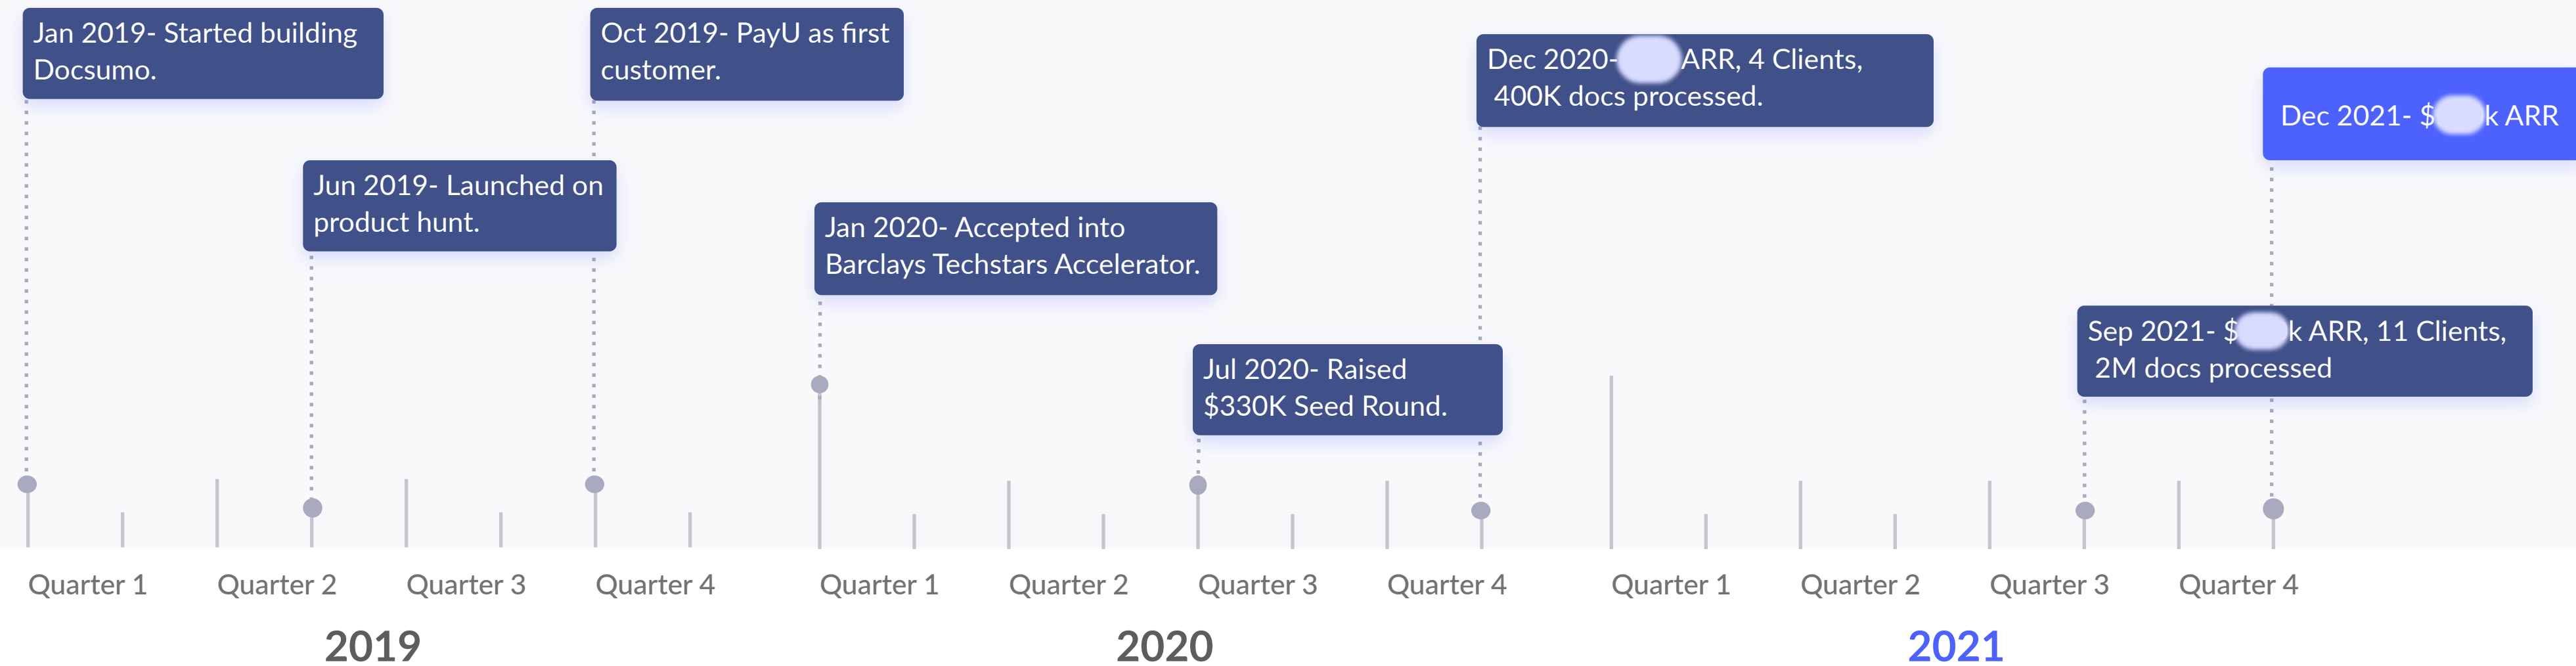 Jan 2019- Started building
Docsumo.
Oct 2019- PayU as first
customer.
Dec 2020- ARR, 4 Clients,
400K docs processed.
Dec 2021- $ k ARR
Jun 2019- Launched on
product hunt.
Jan 2020- Accepted into
Barclays Techstars Accelerator.
Sep 2021- $ k ARR, 11 Clients,
2M docs processed
Jul 2020- Raised
$330K Seed Round.
Quarter 1
Quarter 2
Quarter 3
Quarter 4
Quarter 1
Quarter 2
Quarter 3
Quarter 4
Quarter 1
Quarter 2
Quarter 3
Quarter 4
2019
2020
2021